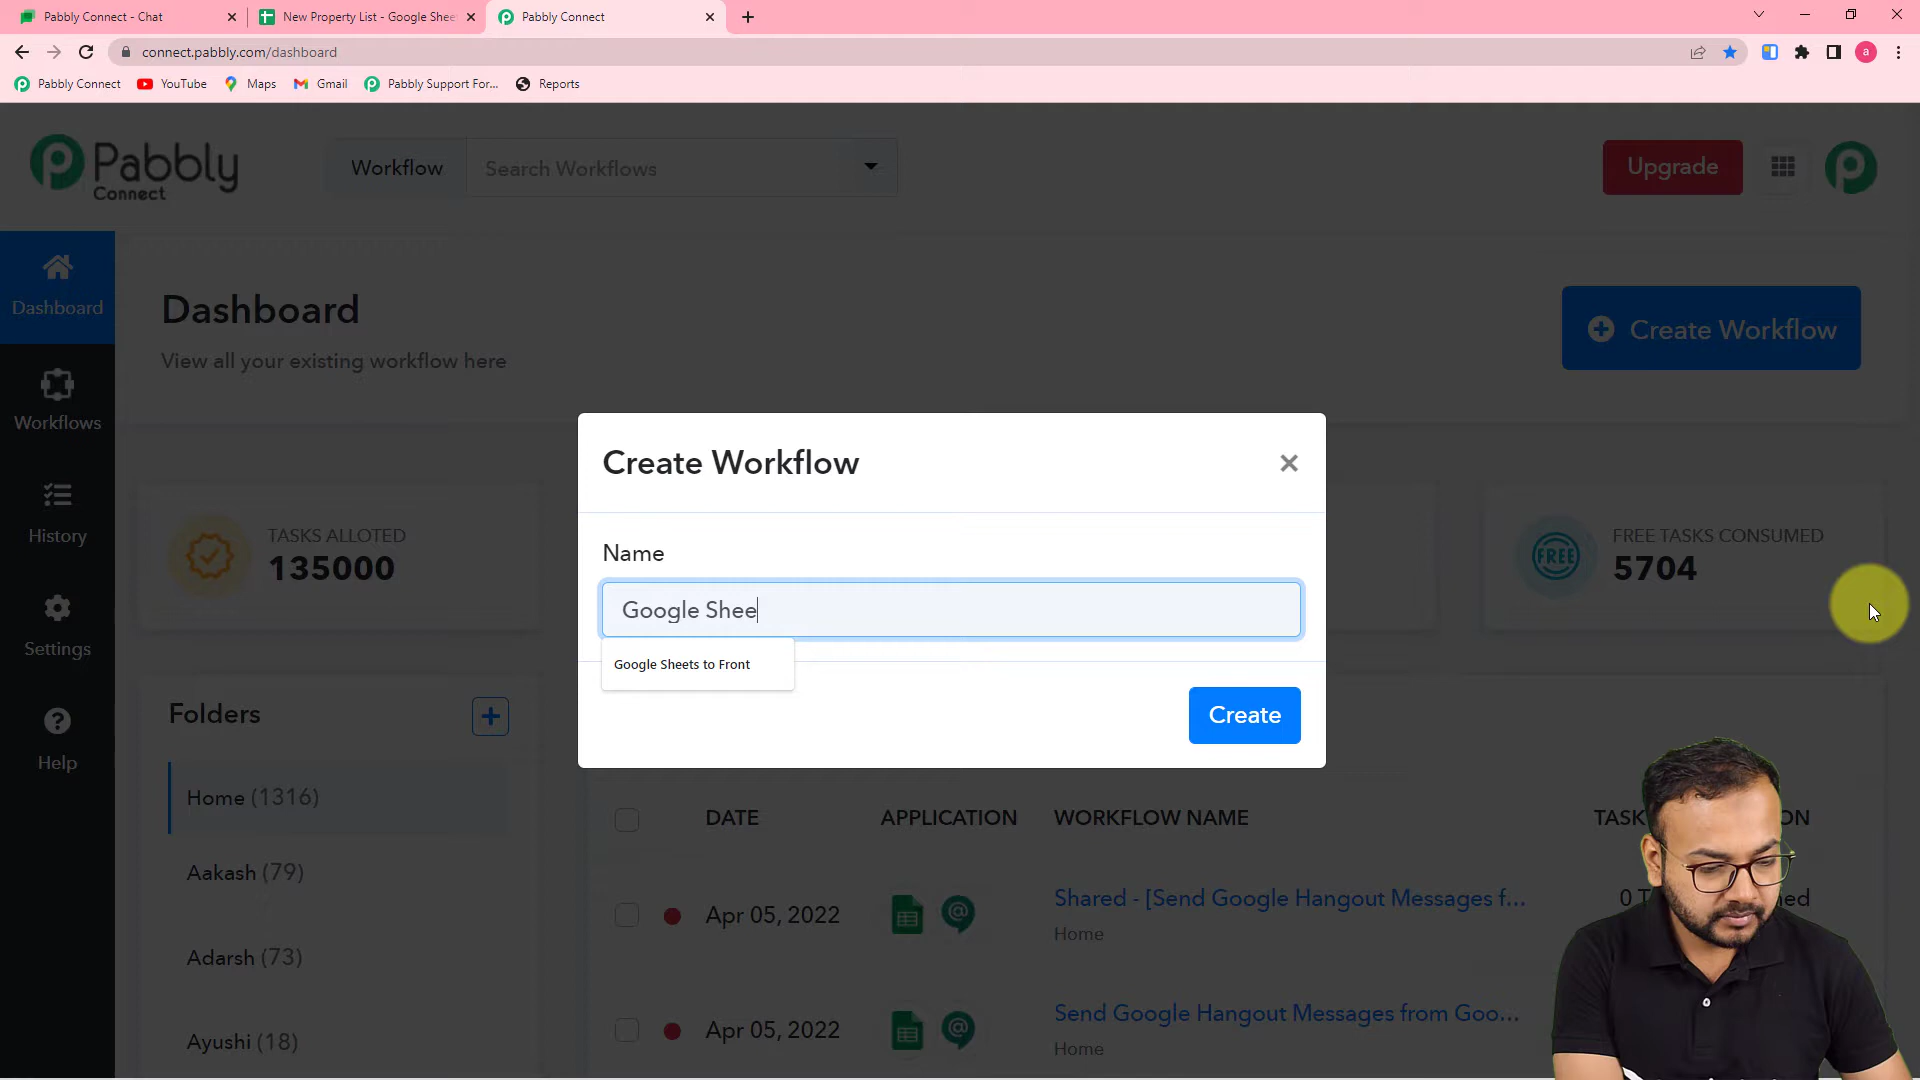 Pabbly Connect - Chat
New Property List - Google Shee
Pabbly Connect
connect.pabbly.com/dashboard
a
Pabbly Connect
YouTube
Maps
Gmail
Pabbly Support For...
Reports
Pabbly
Connect
Workflow
Search Workflows
Upgrade
Dashboard
Workflows
History
Settings
Help
Dashboard
View all your existing workflow here
Create Workflow
TASKS ALLOTED
135000
FREE
FREE TASKS CONSUMED
5704
Create Workflow
Name
Google Shee
Google Sheets to Front
Create
Folders
Home (1316)
Aakash (79)
Adarsh (73)
Ayushi (18)
DATE
APPLICATION
WORKFLOW NAME
Apr 05, 2022
Shared - [Send Google Hangout Messages f...
Home
0
Apr 05, 2022
Send Google Hangout Messages from Goo...
Home